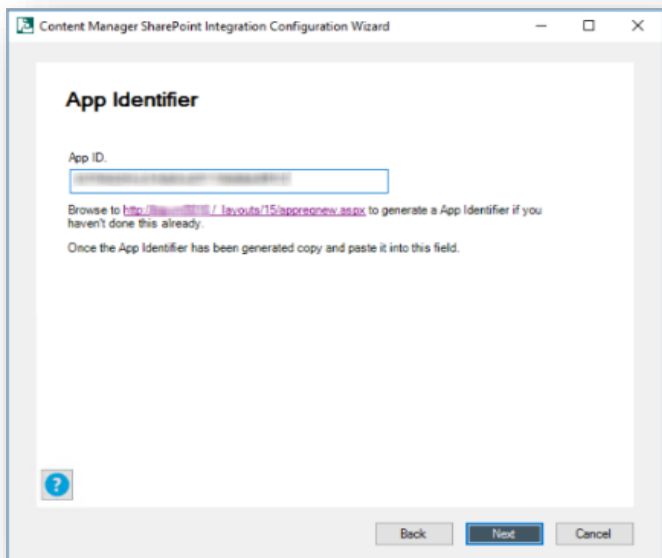 Content Manager SharePoint Integration Configuration Wizard
App Identifier
App ID.
Browse to http:// /_layouts/15/appregnew.aspx to generate a App Identifier if you
haven't done this already.
Once the App Identifier has been generated copy and paste it into this field.
?
Back Next Cancel